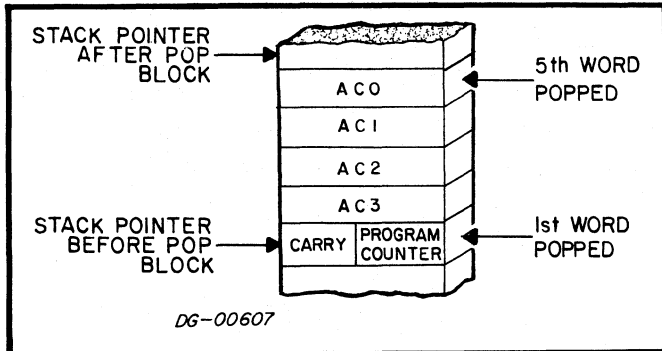 STACK POINTER
AFTER POP
BLOCK
5th WORD
POPPED
AC0
AC1
AC2
AC3
STACK POINTER
BEFORE POP
BLOCK
CARRY
PROGRAM
COUNTER
1st WORD
POPPED
DG-00607